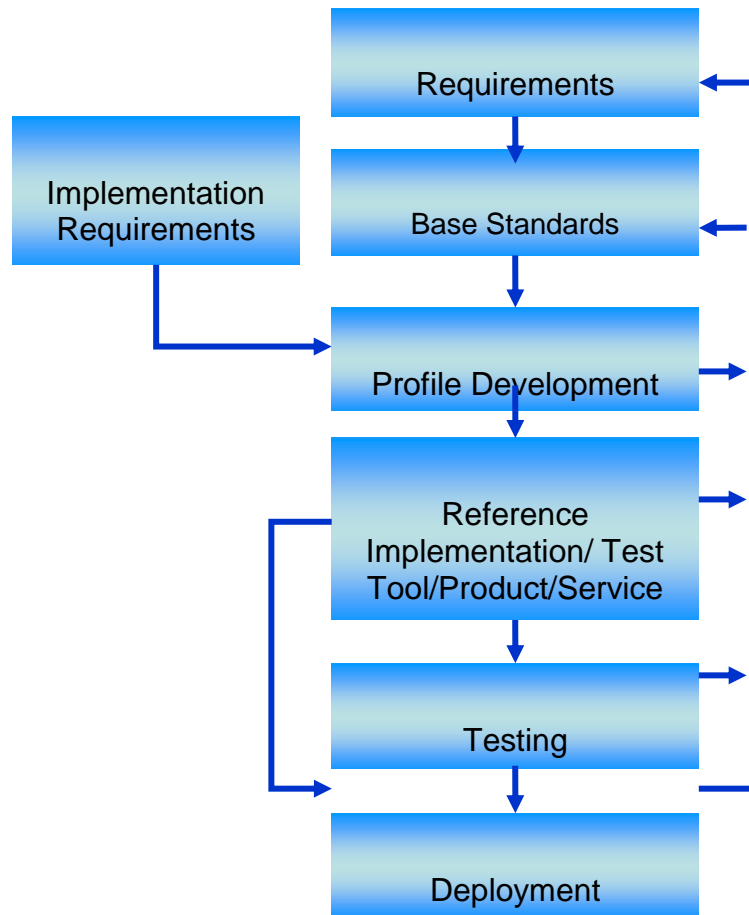 Requirements
Implementation
Requirements
Base Standards
Profile Development
Reference
Implementation/ Test
Tool/Product/Service
Testing
Deployment